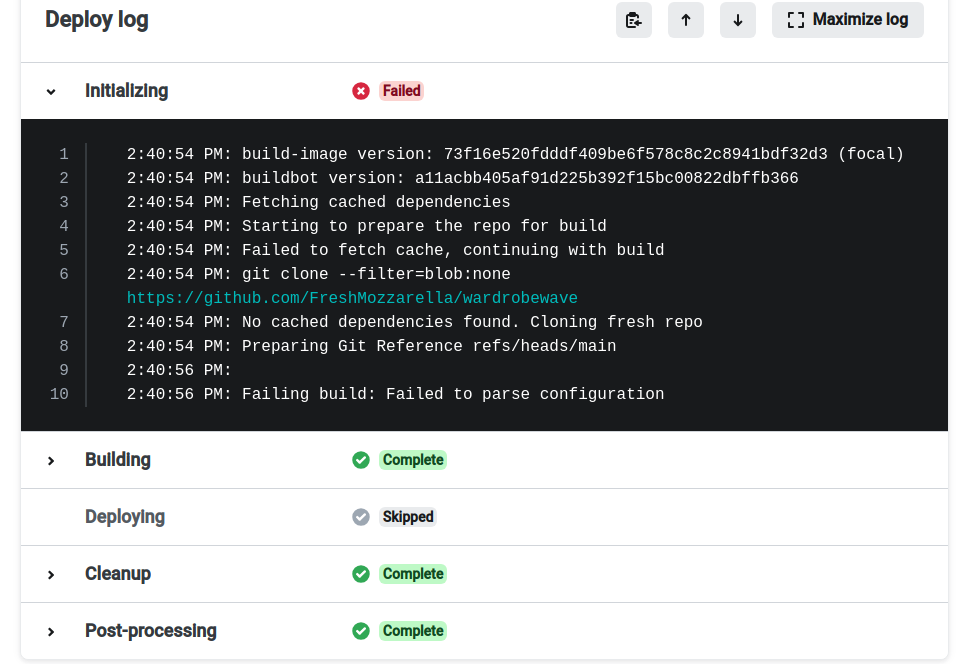 Deploy log
Maximize log
Initializing
Failed
1 2:40:54 PM: build-image version: 73f16e520fdddf409be6f578c8c2c8941bdf32d3 (focal)
2 2:40:54 PM: buildbot version: a11acbb405af91d225b392f15bc00822dbffb366
3 2:40:54 PM: Fetching cached dependencies
4 2:40:54 PM: Starting to prepare the repo for build
5 2:40:54 PM: Failed to fetch cache, continuing with build
6 2:40:54 PM: git clone --filter=blob:none
https://github.com/FreshMozzarella/wardrobewave
7 2:40:54 PM: No cached dependencies found. Cloning fresh repo
8 2:40:54 PM: Preparing Git Reference refs/heads/main
9 2:40:56 PM:
10 2:40:56 PM: Failing build: Failed to parse configuration
Building
Complete
Deploying
Skipped
Cleanup
Complete
Post-processing
Complete